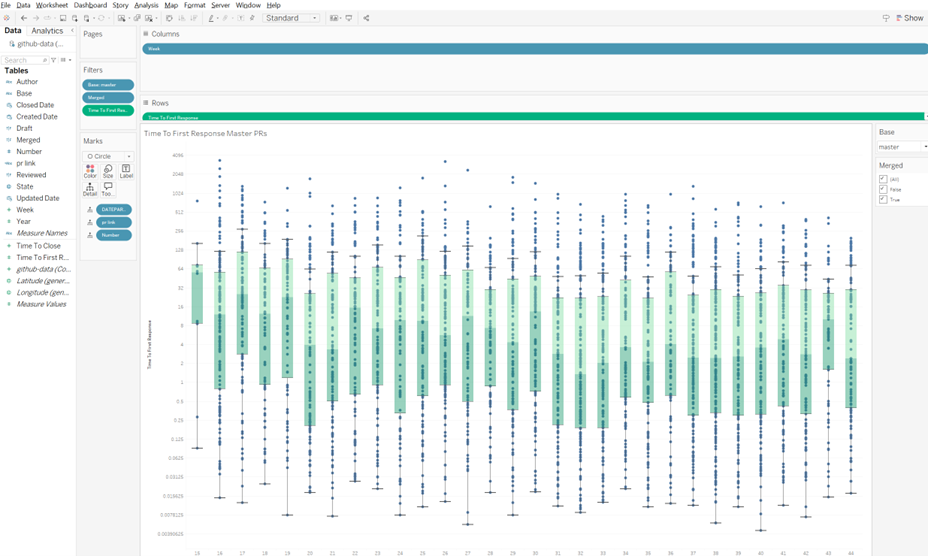 File Data Worksheet Dashboard Story Analysis Map Format Server Window Help
Standard
Show
Data Analytics
github-data (...
Search
Tables
Author
Base
Closed Date
Created Date
Draft
Merged
Number
pr link
Reviewed
State
Updated Date
Week
Year
Measure Names
Time To Close
Time To First R...
github-data (Co...
Latitude (gener...
Longitude (gen...
Measure Values
Pages
Filters
Base: master
Merged
Time To First Res..
Marks
Circle
Color
Size
Label
Detail
Too...
DATEPAR..
pr link
Number
Columns
Week
Rows
Time To First Response
Time To First Response Master PRs
Time To First Response
4096
2048
1024
512
256
128
64
32
16
8
4
2
1
0.5
0.25
0.125
0.0625
0.03125
0.015625
0.0078125
0.00390625
15 16 17 18 19 20 21 22 23 24 25 26 27 28 29 30 31 32 33 34 35 36 37 38 39 40 41 42 43 44
Base
master
Merged
(All)
False
True